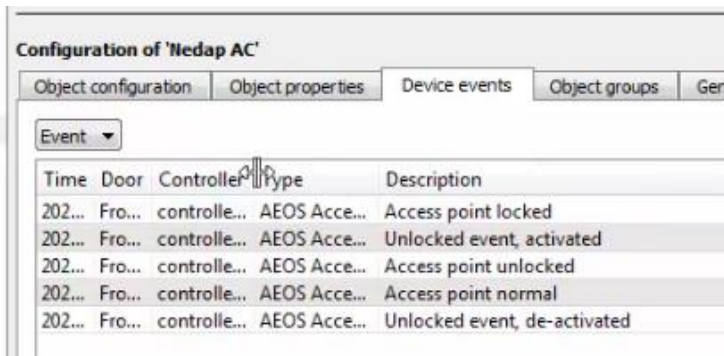 Configuration of 'Nedap AC'
Object configuration Object properties Device events Object groups Ger
Event
Time Door Controller Type Description
202... Fro... controlle... AEOS Acce... Access point locked
202... Fro... controlle... AEOS Acce... Unlocked event, activated
202... Fro... controlle... AEOS Acce... Access point unlocked
202... Fro... controlle... AEOS Acce... Access point normal
202... Fro... controlle... AEOS Acce... Unlocked event, de-activated